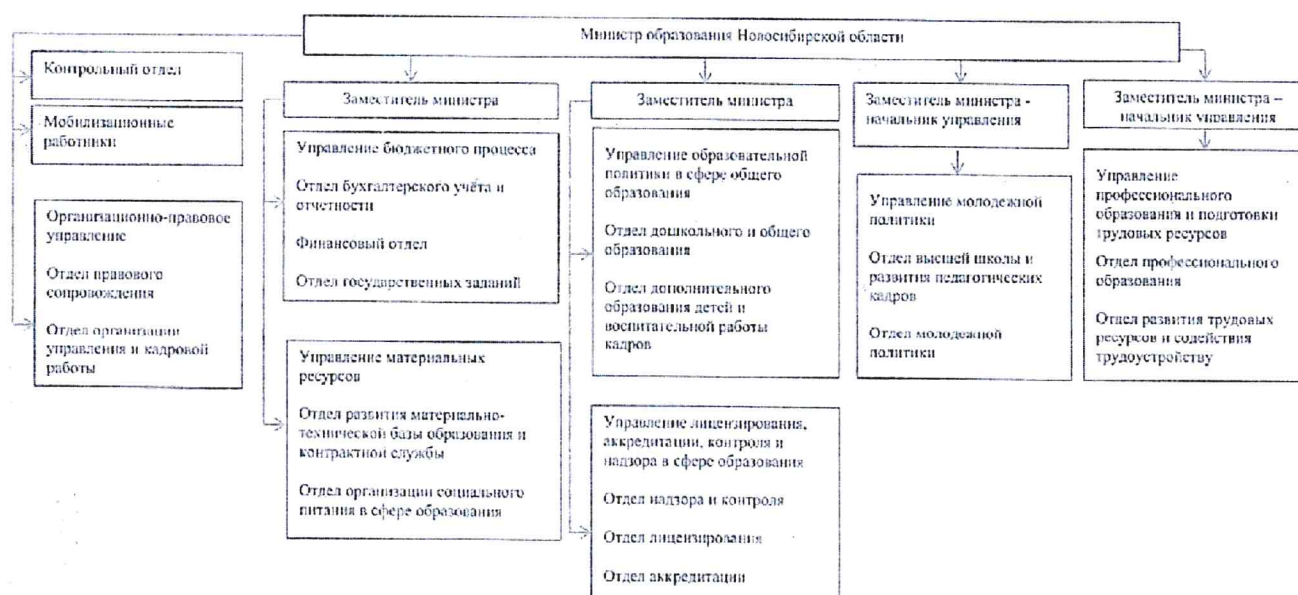 Министр образования Новосибирской области
Контрольный отдел
Мобилизационные
работники
Организационно-правовое
управление
Отдел правового
сопровождения
Отдел организации
управления и кадровой
работы
Заместитель министра
Управление бюджетного процесса
Отдел бухгалтерского учёта и
отчетности
Финансовый отдел
Отдел государственных заданий
Управление материальных
ресурсов
Отдел развития материально-
технической базы образования и
контрактной службы
Отдел организации социального
питания в сфере образования
Заместитель министра
Управление образовательной
политики в сфере общего
образования
Отдел дошкольного и общего
образования
Отдел дополнительного
образования детей и
воспитательной работы
кадров
Управление лицензирования,
аккредитации, контроля и
надзора в сфере образования
Отдел надзора и контроля
Отдел лицензирования
Отдел аккредитации
Заместитель министра -
начальник управления
Управление молодежной
политики
Отдел высшей школы и
развития педагогических
кадров
Отдел молодежной
политики
Заместитель министра –
начальник управления
Управление
профессионального
образования и подготовки
трудовых ресурсов
Отдел профессионального
образования
Отдел развития трудовых
ресурсов и содействия
трудоустройству